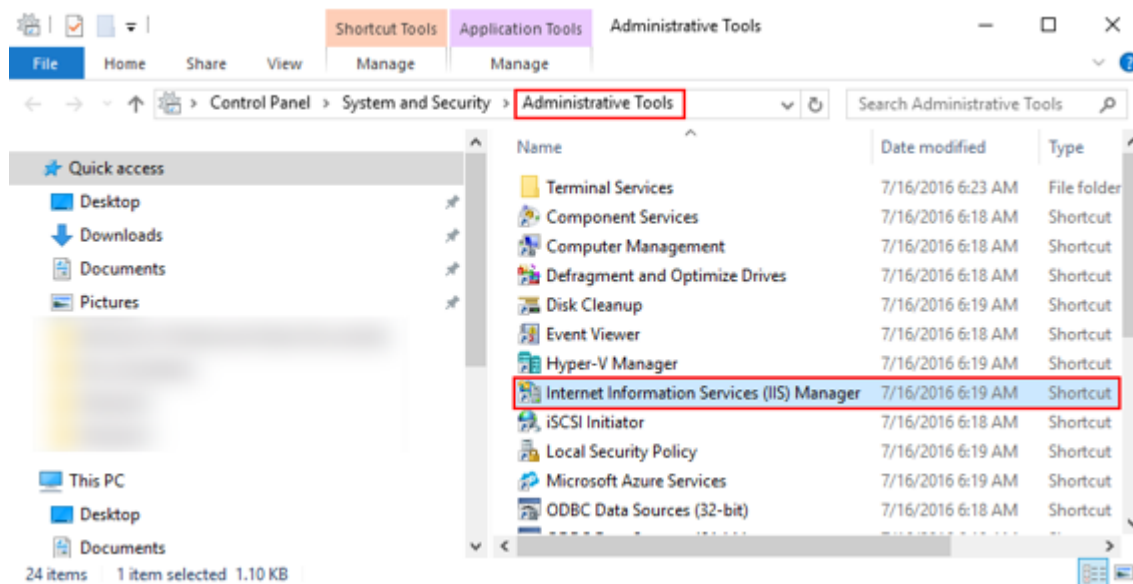 Shortcut Tools Application Tools Administrative Tools
File Home Share View Manage Manage
Control Panel > System and Security > Administrative Tools Search Administrative Tools
Name Date modified Type
Quick access
Desktop
Downloads
Documents
Pictures
This PC
Desktop
Documents
Terminal Services 7/16/2016 6:23 AM File folder
Component Services 7/16/2016 6:18 AM Shortcut
Computer Management 7/16/2016 6:18 AM Shortcut
Defragment and Optimize Drives 7/16/2016 6:18 AM Shortcut
Disk Cleanup 7/16/2016 6:19 AM Shortcut
Event Viewer 7/16/2016 6:18 AM Shortcut
Hyper-V Manager 7/16/2016 6:19 AM Shortcut
Internet Information Services (IIS) Manager 7/16/2016 6:19 AM Shortcut
iSCSI Initiator 7/16/2016 6:18 AM Shortcut
Local Security Policy 7/16/2016 6:19 AM Shortcut
Microsoft Azure Services 7/16/2016 6:19 AM Shortcut
ODBC Data Sources (32-bit) 7/16/2016 6:18 AM Shortcut
24 items 1 item selected 1.10 KB